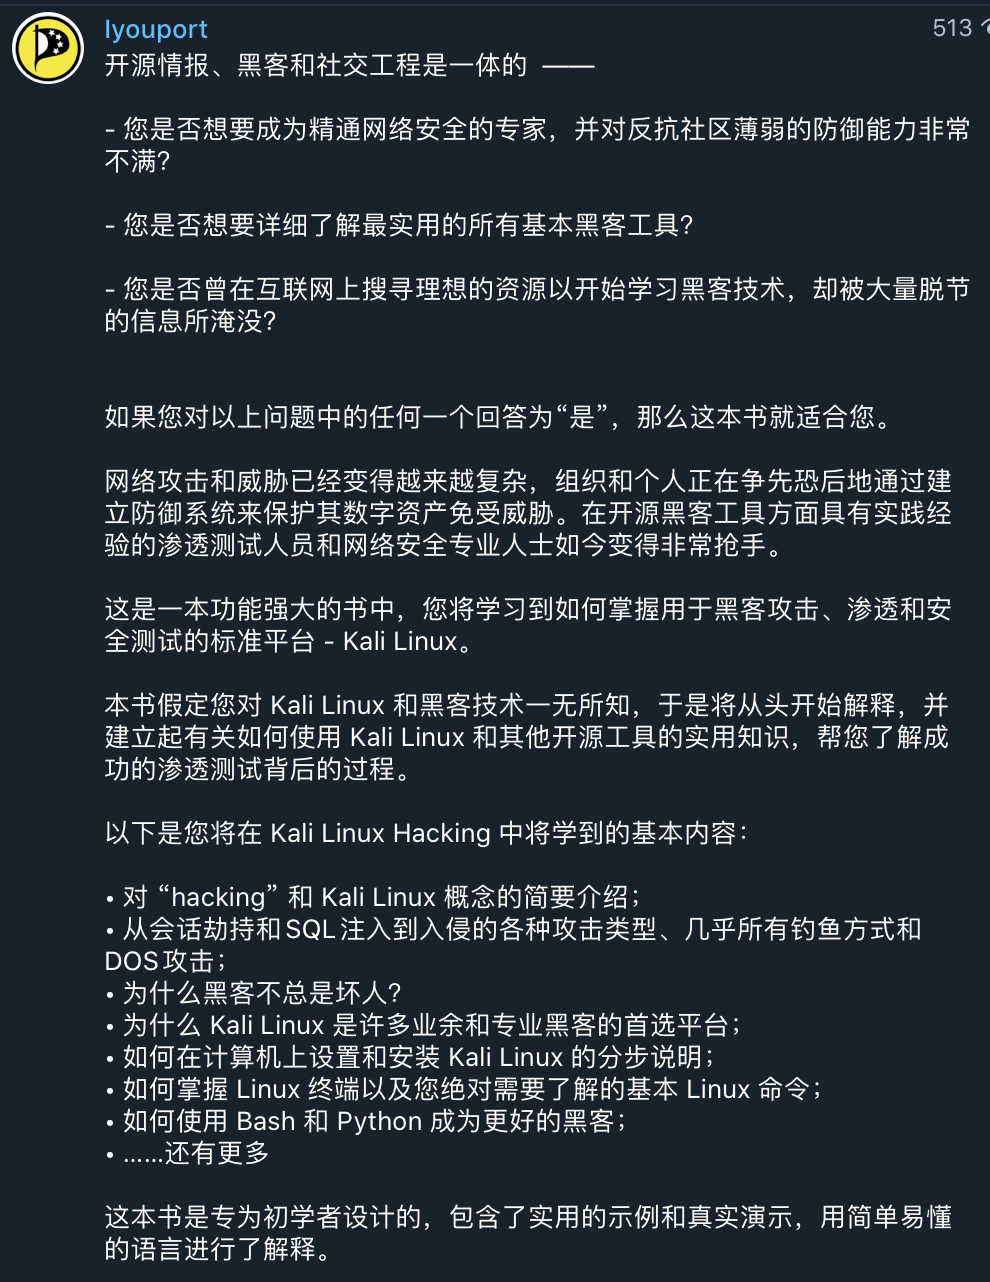 Iyouport
513
开源情报、黑客和社交工程是一体的 ——
- 您是否想要成为精通网络安全的专家，并对反抗社区薄弱的防御能力非常
不满？
- 您是否想要详细了解最实用的所有基本黑客工具？
- 您是否曾在互联网上搜寻理想的资源以开始学习黑客技术，却被大量脱节
的信息所淹没？
如果您对以上问题中的任何一个回答为“是”，那么这本书就适合您。
网络攻击和威胁已经变得越来越复杂，组织和个人正在争先恐后地通过建
立防御系统来保护其数字资产免受威胁。在开源黑客工具方面具有实践经
验的渗透测试人员和网络安全专业人士如今变得非常抢手。
这是一本功能强大的书中，您将学习到如何掌握用于黑客攻击、渗透和安
全测试的标准平台 - Kali Linux。
本书假定您对 Kali Linux 和黑客技术一无所知，于是将从头开始解释，并
建立起有关如何使用 Kali Linux 和其他开源工具的实用知识，帮您了解成
功的渗透测试背后的过程。
以下是您将在 Kali Linux Hacking 中将学到的基本内容：
• 对 “hacking” 和 Kali Linux 概念的简要介绍；
• 从会话劫持和SQL注入到入侵的各种攻击类型、几乎所有钓鱼方式和
DOS攻击；
• 为什么黑客不总是坏人？
• 为什么 Kali Linux 是许多业余和专业黑客的首选平台；
• 如何在计算机上设置和安装 Kali Linux 的分步说明；
• 如何掌握 Linux 终端以及您绝对需要了解的基本 Linux 命令；
• 如何使用 Bash 和 Python 成为更好的黑客；
• ……还有更多
这本书是专为初学者设计的，包含了实用的示例和真实演示，用简单易懂
的语言进行了解释。